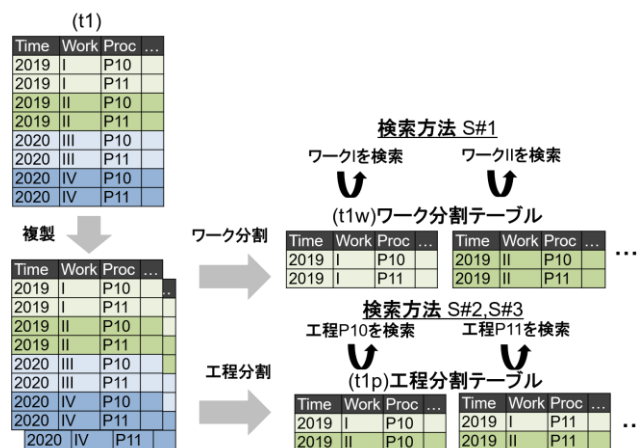 (t1)
Time Work Proc ...
2019 I P10
2019 I P11
2019 II P10
2019 II P11
2020 III P10
2020 III P11
2020 IV P10
2020 IV P11
複製
Time Work Proc ...
2019 I P10
2019 I P11
2019 II P10
2019 II P11
2020 III P10
2020 III P11
2020 IV P10
2020 IV P11
2020 IV P11
ワーク分割
工程分割
検索方法 S#1
ワークIを検索
ワークIIを検索
(t1w)ワーク分割テーブル
Time Work Proc ...
2019 I P10
2019 I P11
Time Work Proc ...
2019 II P10
2019 II P11
...
検索方法 S#2,S#3
工程P10を検索
工程P11を検索
(t1p)工程分割テーブル
Time Work Proc ...
2019 I P10
2019 II P10
Time Work Proc ...
2019 I P11
2019 II P11
...